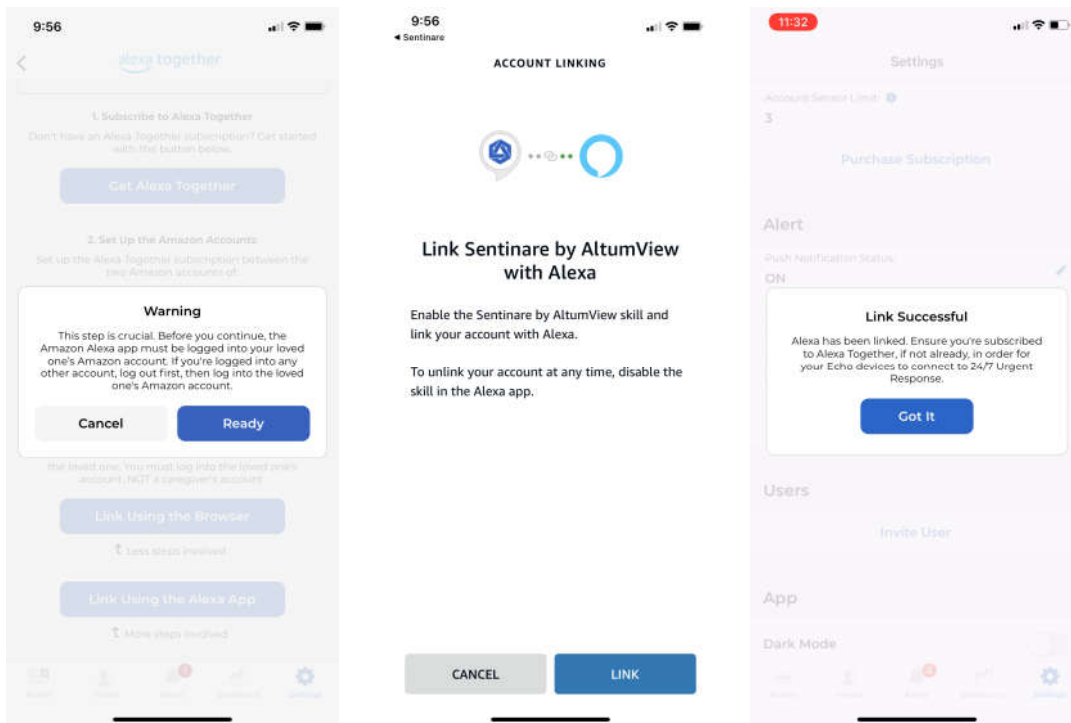 9:56
alexa together
1. Subscribe to Alexa Together
Don't have an Alexa Together subscription? Get started
with the button below.
Get Alexa Together
2. Set Up the Amazon Accounts
Set up the Alexa Together subscription between the
two Amazon accounts of:
Warning
This step is crucial. Before you continue, the
Amazon Alexa app must be logged into your loved
one's Amazon account. If you're logged into any
other account, log out first, then log into the loved
one's Amazon account.
Cancel
Ready
the loved one. You must log into the loved one's
account, NOT a caregiver's account
Link Using the Browser
Less steps involved
Link Using the Alexa App
More steps involved
Settings
9:56
Sentinare
ACCOUNT LINKING
Link Sentinare by AltumView
with Alexa
Enable the Sentinare by AltumView skill and
link your account with Alexa.
To unlink your account at any time, disable the
skill in the Alexa app.
CANCEL
LINK
11:32
Settings
Account Sensor Limit:
3
Purchase Subscription
Alert
Push Notification Status:
ON
Link Successful
Alexa has been linked. Ensure you're subscribed
to Alexa Together, if not already, in order for
your Echo devices to connect to 24/7 Urgent
Response.
Got It
Users
Invite User
App
Dark Mode
Settings